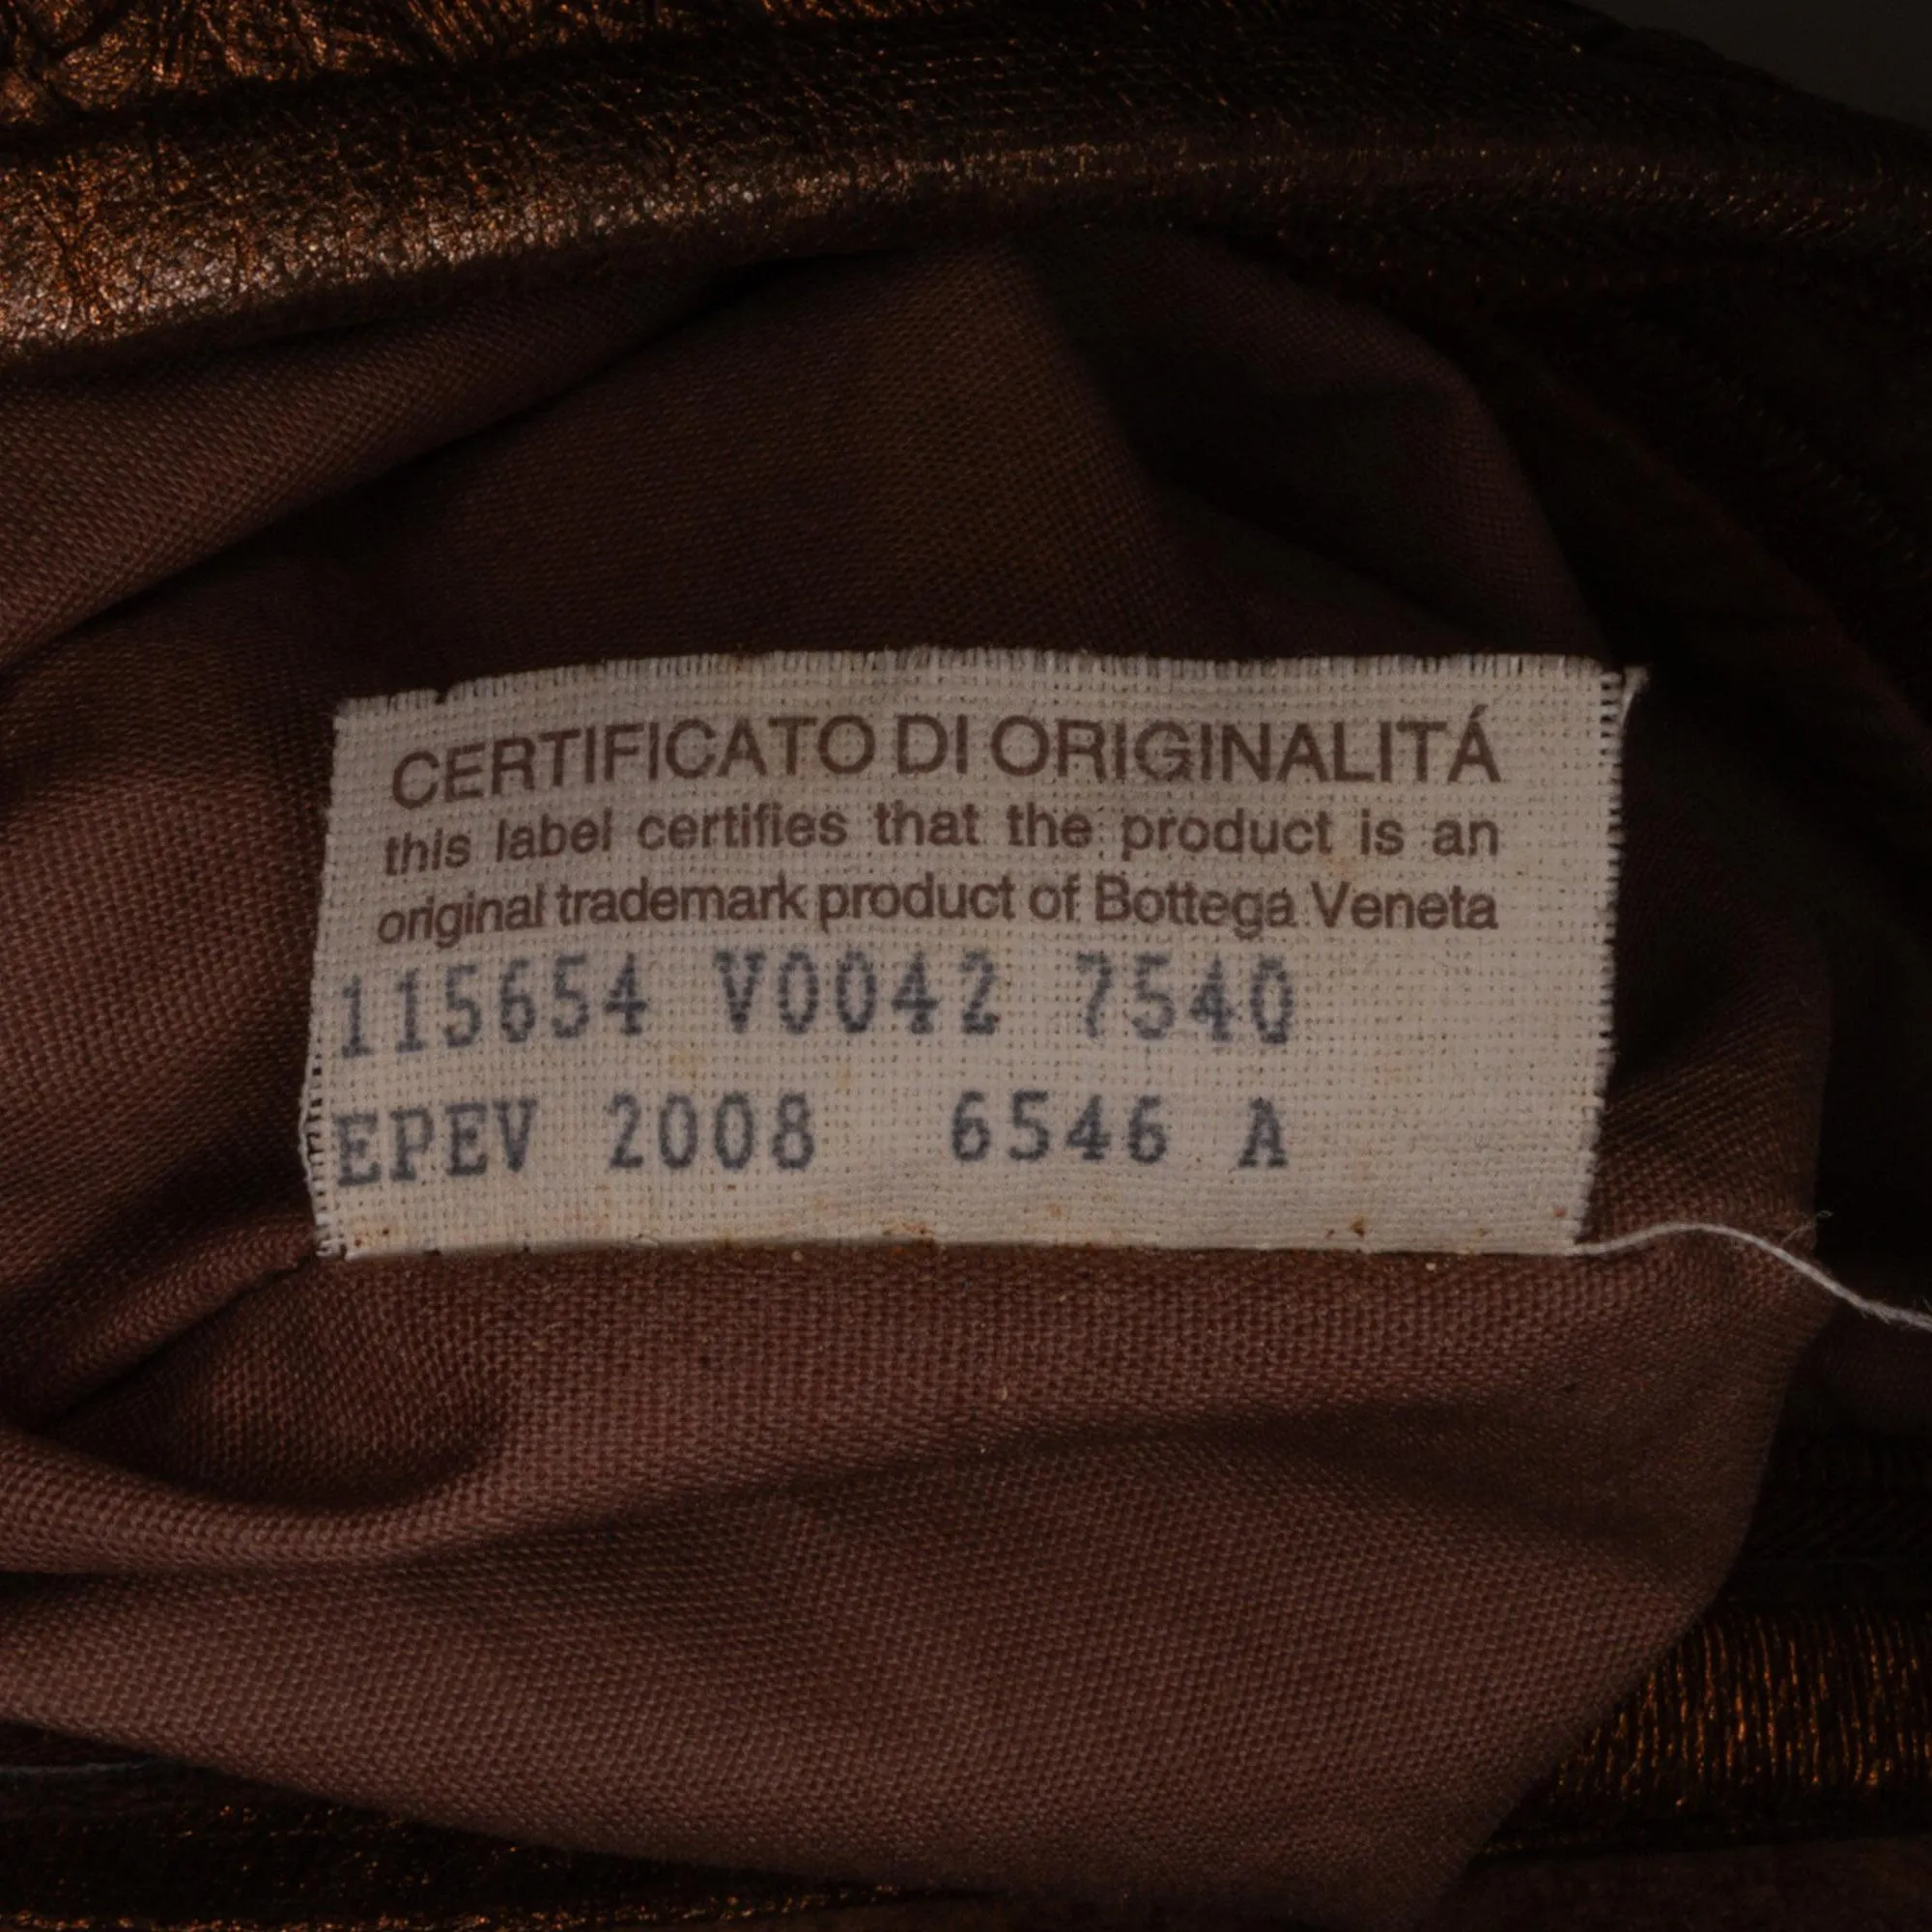 CERTIFICATO DI ORIGINALITÁ
this label certifies that the product is an
original trademark product of Bottega Veneta
115654 V0042 7540
EPEV 2008 6546 A